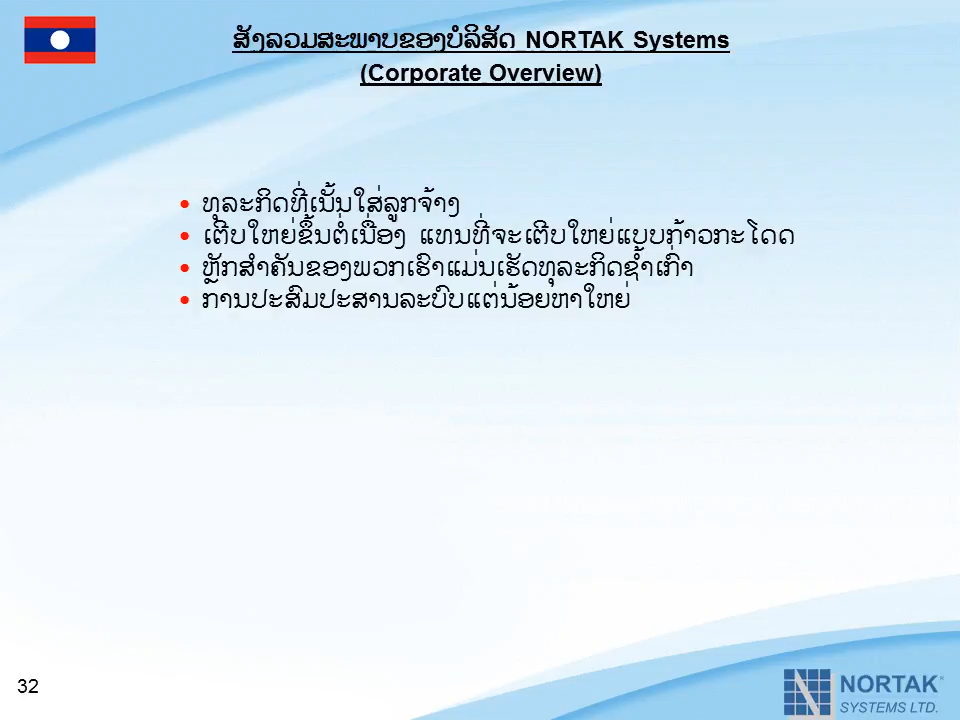 ສັງລວມສະພາບຂອງບໍລິສັດ NORTAK Systems
(Corporate Overview)
• ທຸລະກິດທີ່ເນັ້ນໃສ່ລູກຈ້າງ
• ເຕີບໃຫຍ່ຂຶ້ນຕໍ່ເນື່ອງ ແທນທີ່ຈະເຕີບໃຫຍ່ແບບກ້າວກະໂດດ
• ຫຼັກສຳຄັນຂອງພວກເຮົາແມ່ນເຮັດທຸລະກິດຊ້ຳເກົ່າ
• ການປະສົມປະສານລະບົບແຕ່ນ້ອຍຫາໃຫຍ່
32
NORTAK
SYSTEMS LTD.